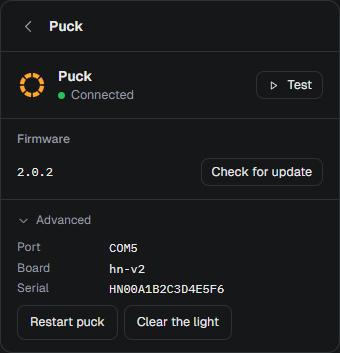 Puck
Puck
Connected
Test
Firmware
2.0.2
Check for update
Advanced
Port COM5
Board hn-v2
Serial HN00A1B2C3D4E5F6
Restart puck
Clear the light